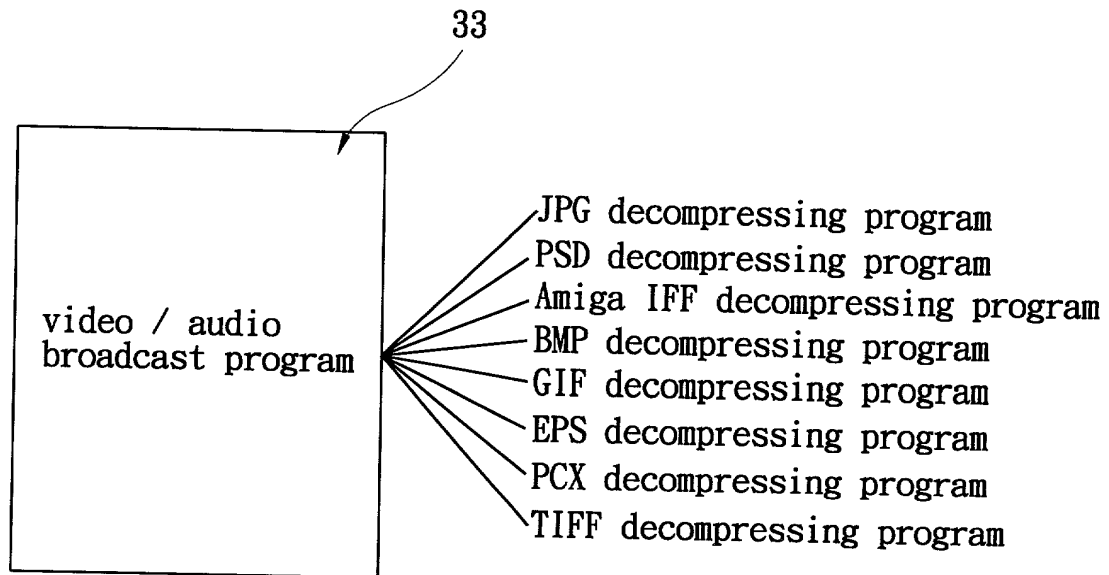 33
JPG decompressing program
PSD decompressing program
Amiga IFF decompressing program
video / audio
broadcast program
BMP decompressing program
GIF decompressing program
EPS decompressing program
PCX decompressing program
TIFF decompressing program